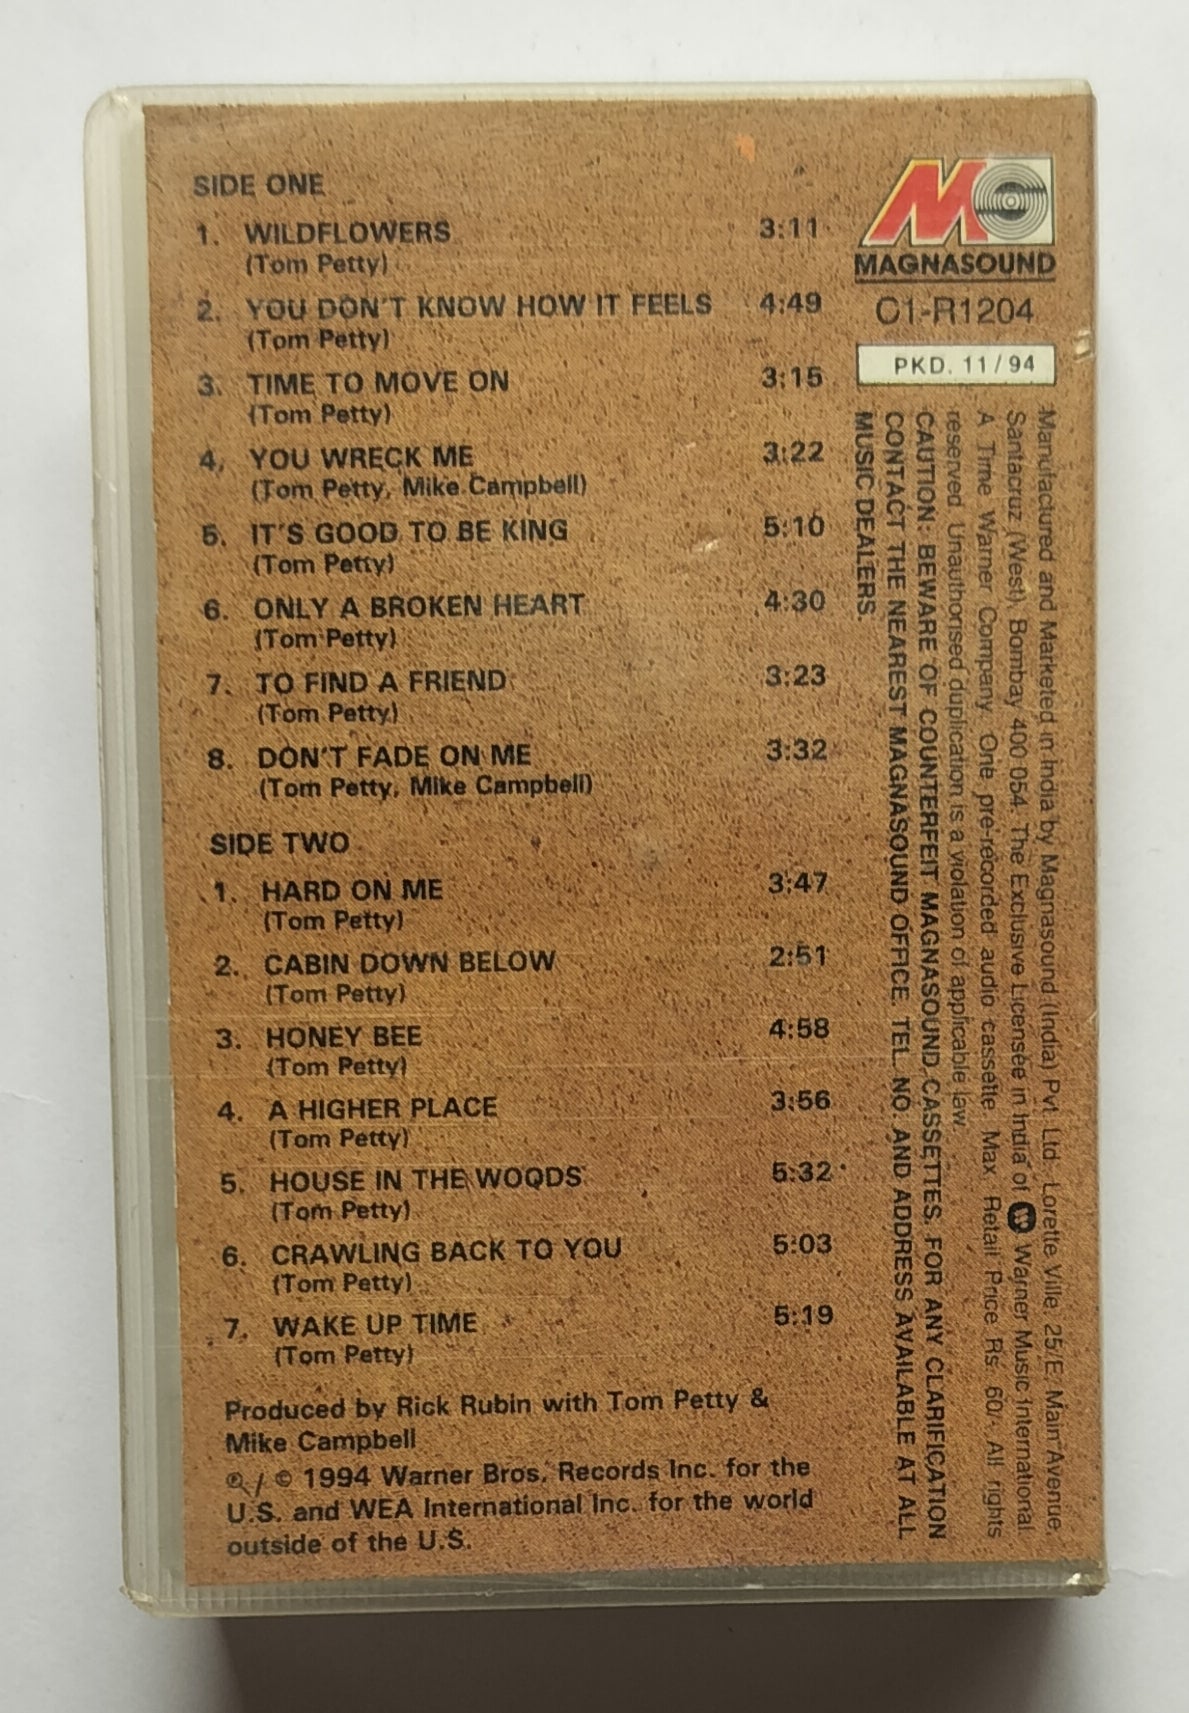 SIDE ONE
1. WILDFLOWERS 3:11
(Tom Petty)
2. YOU DON'T KNOW HOW IT FEELS 4:49
(Tom Petty)
3. TIME TO MOVE ON 3:15
(Tom Petty)
4. YOU WRECK ME 3:22
(Tom Petty, Mike Campbell)
5. IT'S GOOD TO BE KING 5:10
(Tom Petty)
6. ONLY A BROKEN HEART 4:30
(Tom Petty)
7. TO FIND A FRIEND 3:23
(Tom Petty)
8. DON'T FADE ON ME 3:32
(Tom Petty, Mike Campbell)
SIDE TWO
1. HARD ON ME 3:47
(Tom Petty)
2. CABIN DOWN BELOW 2:51
(Tom Petty)
3. HONEY BEE 4:58
(Tom Petty)
4. A HIGHER PLACE 3:56
(Tom Petty)
5. HOUSE IN THE WOODS 5:32
(Tom Petty)
6. CRAWLING BACK TO YOU 5:03
(Tom Petty)
7. WAKE UP TIME 5:19
(Tom Petty)
Produced by Rick Rubin with Tom Petty &
Mike Campbell
℗ / © 1994 Warner Bros. Records Inc. for the
U.S. and WEA International Inc. for the world
outside of the U.S.
MAGNASOUND
C1-R1204
PKD. 11/94
Manufactured and Marketed in India by Magnasound (India) Pvt. Ltd. Lorette Ville, 25/E, Main Avenue,
Santacruz (West), Bombay 400 054. The Exclusive Licensee in India of Warner Music International.
A Time Warner Company. One pre-recorded audio cassette Max. Retail Price Rs. 60/-. All rights
reserved. Unauthorised duplication is a violation of applicable law.
CAUTION: BEWARE OF COUNTERFEIT MAGNASOUND CASSETTES. FOR ANY CLARIFICATION
CONTACT THE NEAREST MAGNASOUND OFFICE. TEL. NO. AND ADDRESS AVAILABLE AT ALL
MUSIC DEALERS.